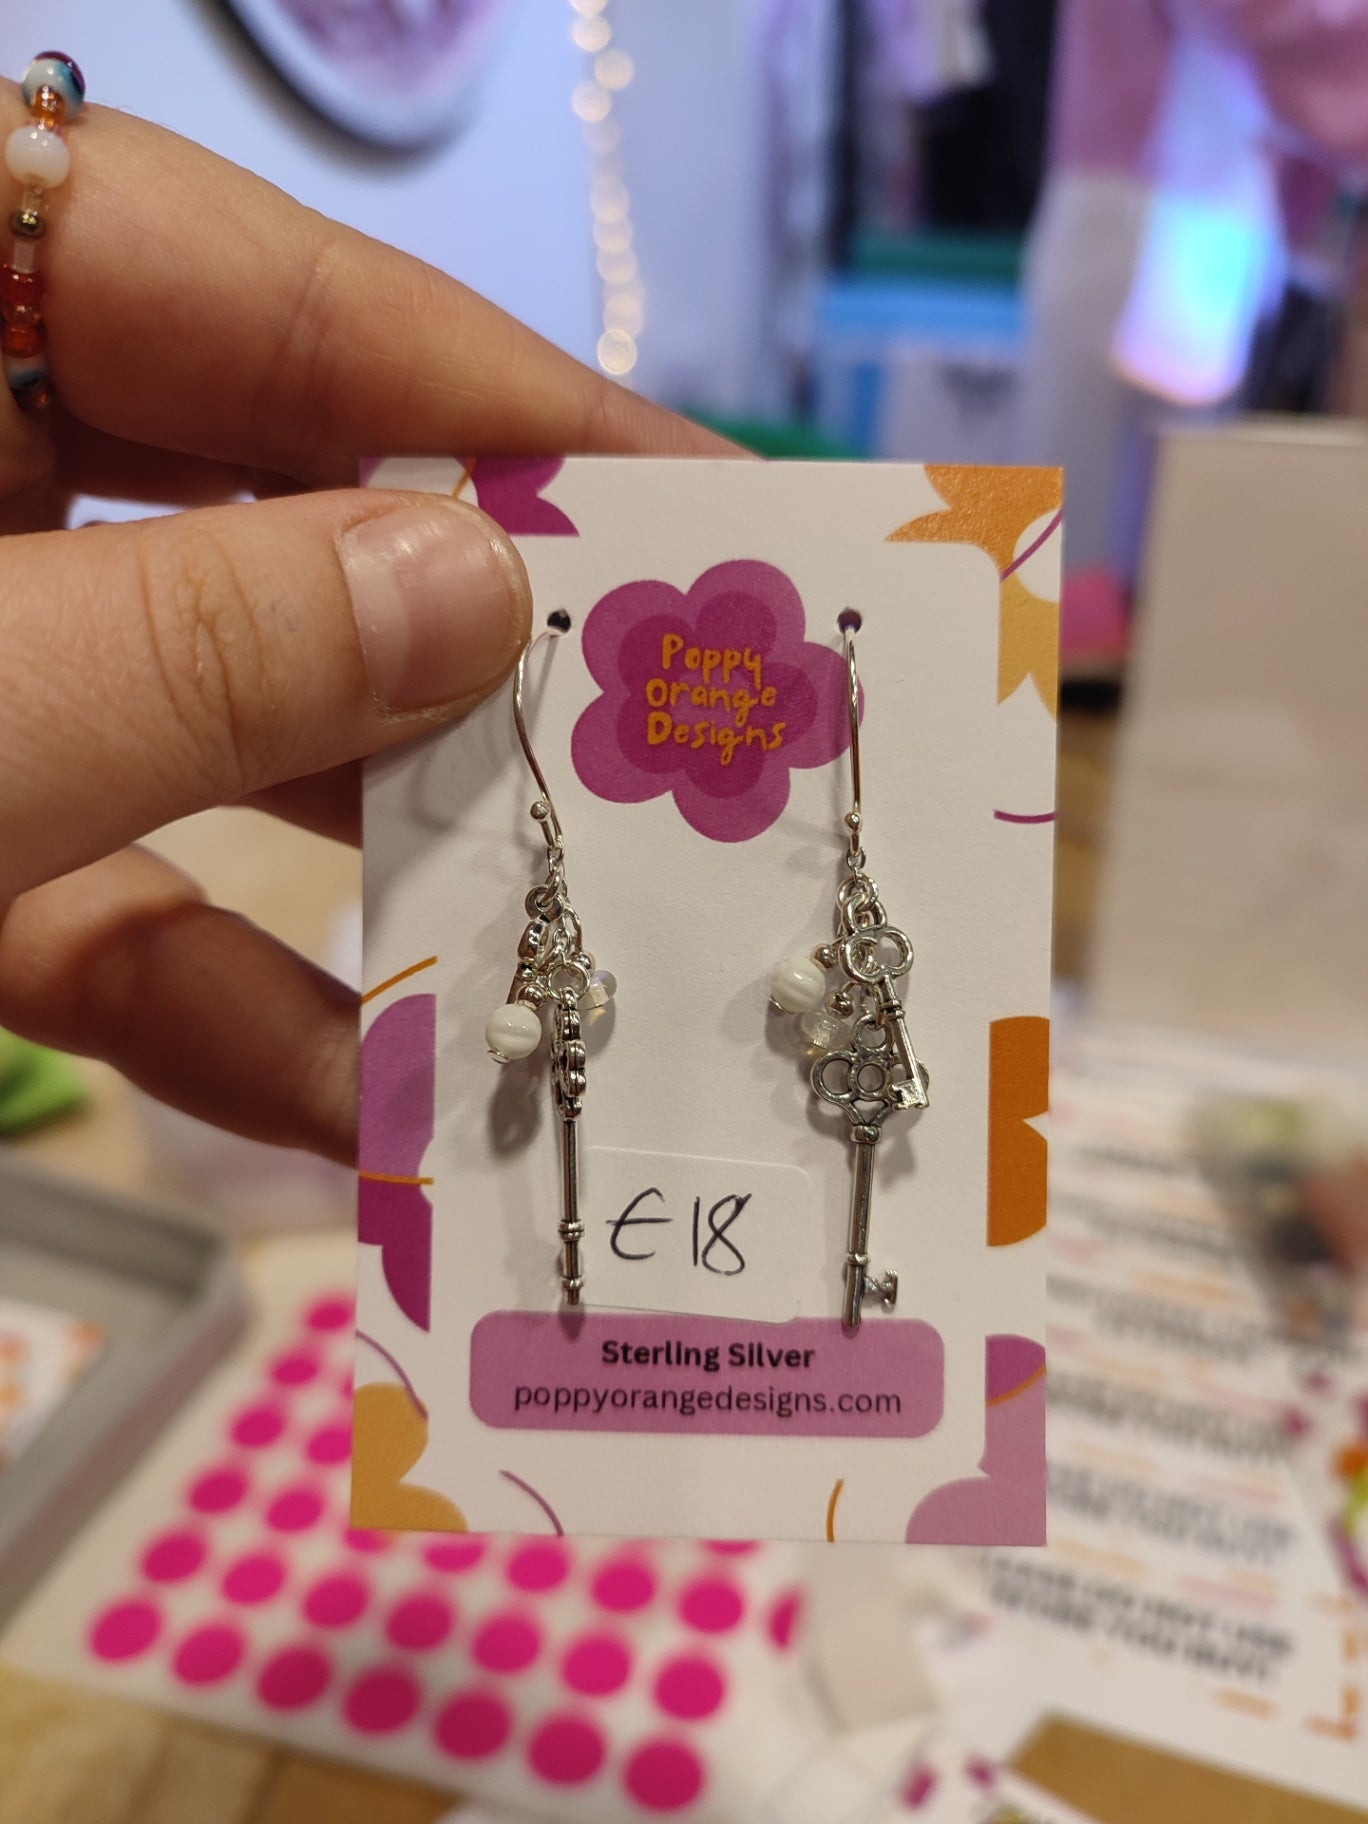 Poppy
Orange
Designs
£18
Sterling Silver
poppyorangedesigns.com